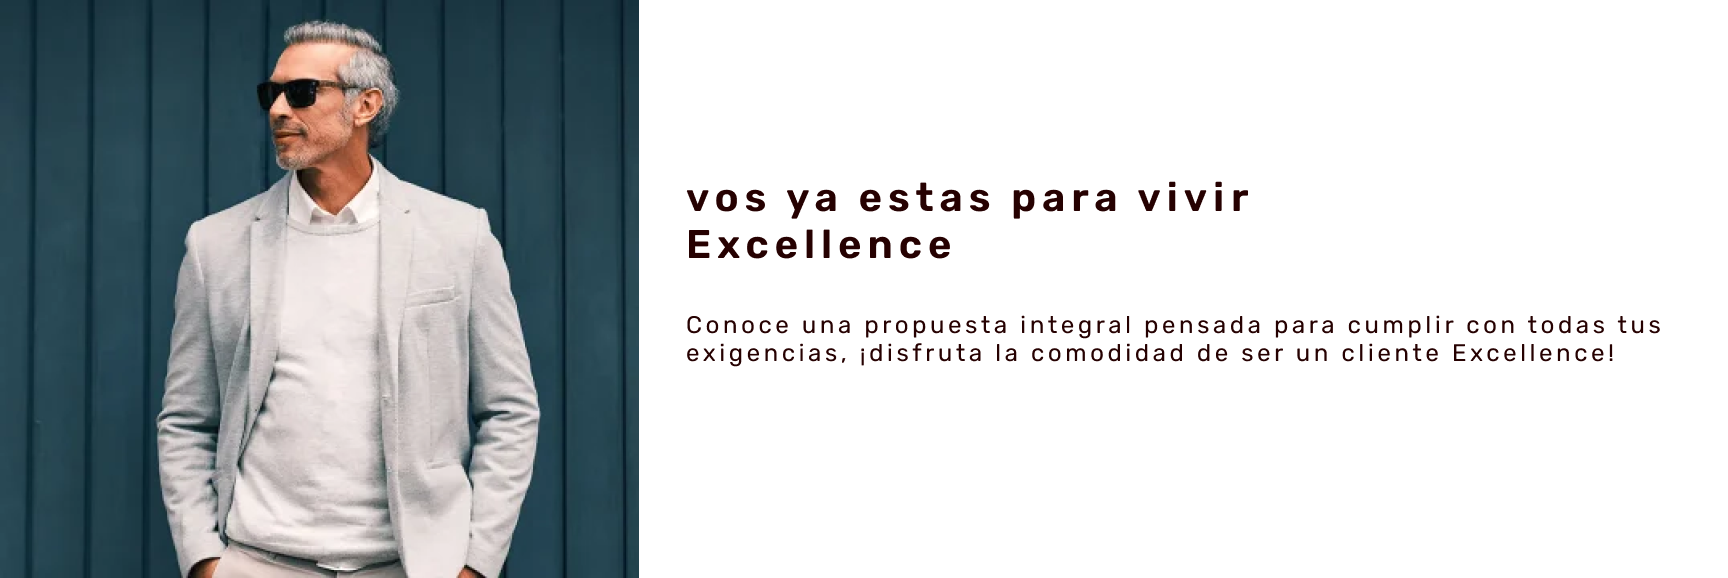 vos ya estas para vivir
Excellence
Conoce una propuesta integral pensada para cumplir con todas tus
exigencias, ¡disfruta la comodidad de ser un cliente Excellence!